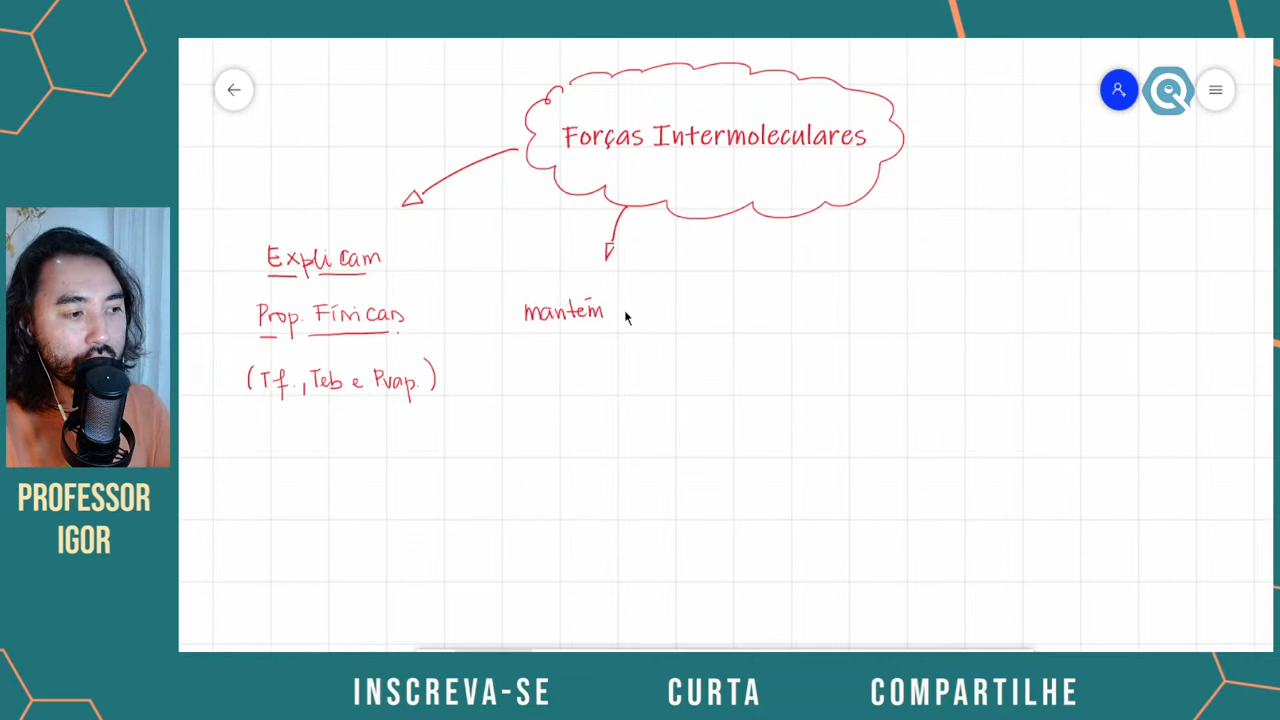 Forças Intermoleculares
Explicam
Prop. Físicas
(Tf., Teb e Pvap.)
mantém
PROFESSOR
IGOR
INSCREVA-SE
CURTA
COMPARTILHE